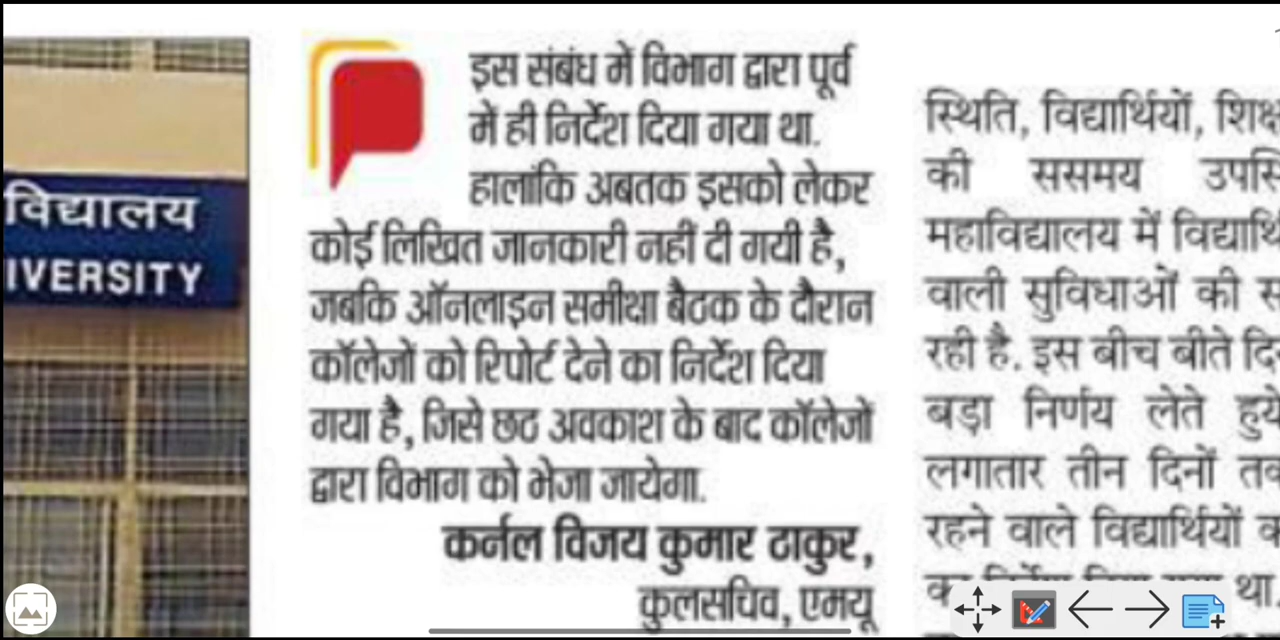 विद्यालय
IVERSITY
इस संबंध में विभाग द्वारा पूर्व
में ही निर्देश दिया गया था.
हालांकि अबतक इसको लेकर
कोई लिखित जानकारी नहीं दी गयी है,
जबकि ऑनलाइन समीक्षा बैठक के दौरान
कॉलेजों को रिपोर्ट देने का निर्देश दिया
गया है, जिसे छठ अवकाश के बाद कॉलेजों
द्वारा विभाग को भेजा जायेगा.
कर्नल विजय कुमार ठाकुर,
कुलसचिव, एमयू
स्थिति, विद्यार्थियों,
की ससमय
महाविद्यालय में
वाली सुविधाओं की
रही है. इस बीच बीते
बड़ा निर्णय लेते हुये
लगातार तीन दिनों
रहने वाले विद्यार्थियों
था.